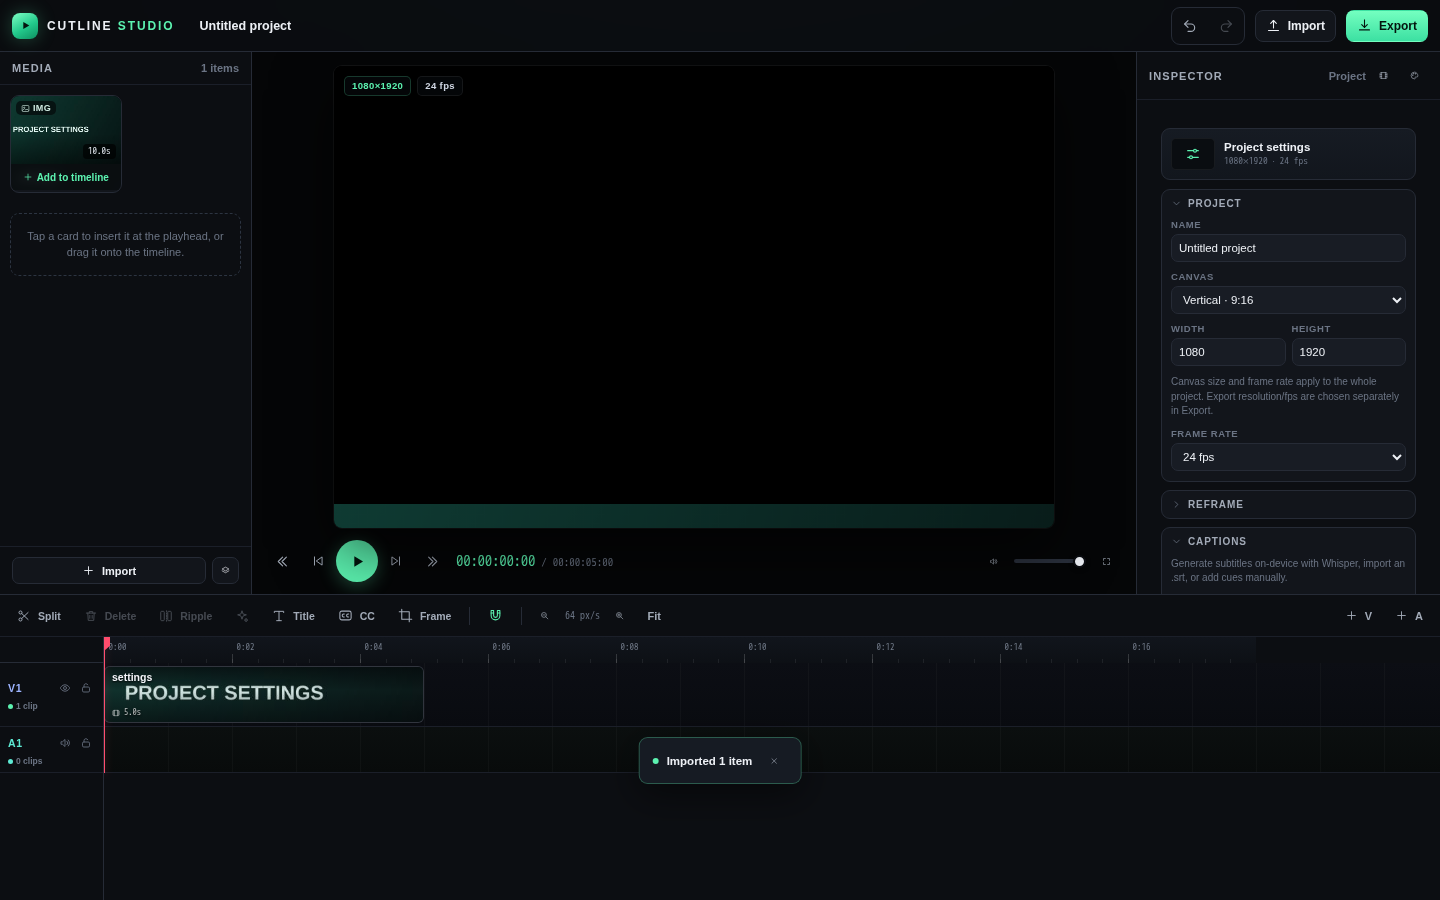 CUTLINE STUDIO
Untitled project
Import
Export
MEDIA
1 items
IMG
PROJECT SETTINGS
10.0s
Add to timeline
Tap a card to insert it at the playhead, or
drag it onto the timeline.
Import
1080×1920
24 fps
00:00:00:00 / 00:00:05:00
INSPECTOR
Project
Project settings
1080×1920 · 24 fps
PROJECT
NAME
Untitled project
CANVAS
Vertical · 9:16
WIDTH
HEIGHT
1080
1920
Canvas size and frame rate apply to the whole
project. Export resolution/fps are chosen separately
in Export.
FRAME RATE
24 fps
REFRAME
CAPTIONS
Generate subtitles on-device with Whisper, import an
.srt, or add cues manually.
Split
Delete
Ripple
Title
CC
Frame
64 px/s
Fit
V
A
0:00
0:02
0:04
0:06
0:08
0:10
0:12
0:14
0:16
V1
1 clip
settings
PROJECT SETTINGS
5.0s
A1
0 clips
Imported 1 item